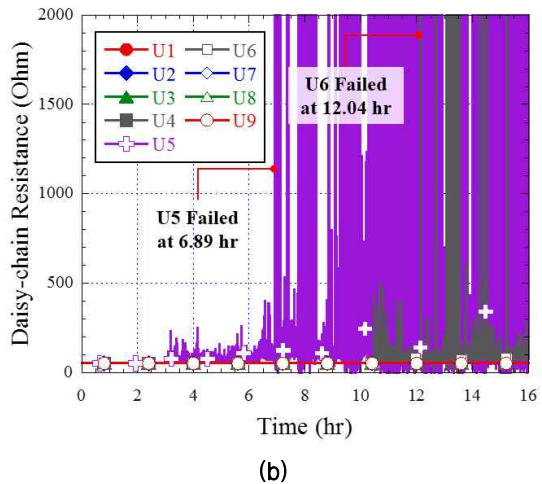 2000
1500
1000
500
0
Daisy-chain Resistance (Ohm)
U1
U2
U3
U4
U5
U6
U7
U8
U9
U6 Failed
at 12.04 hr
U5 Failed
at 6.89 hr
0 2 4 6 8 10 12 14 16
Time (hr)
(b)